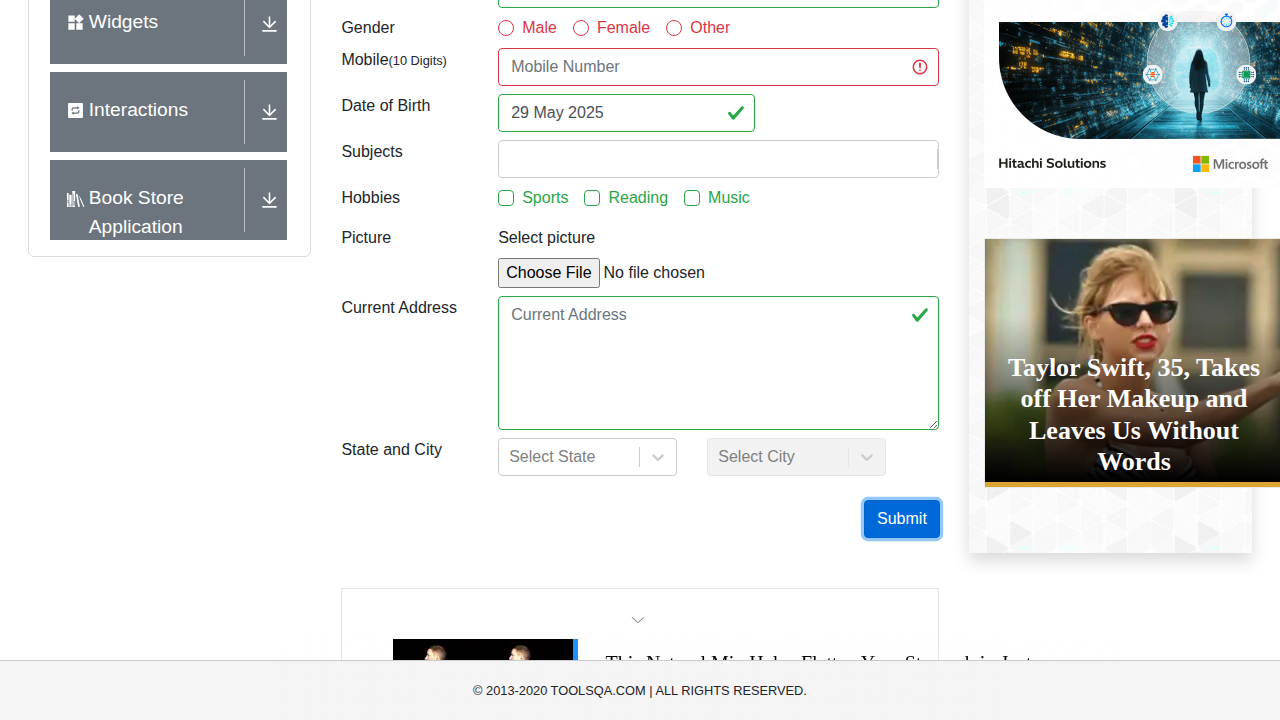 Widgets
Interactions
Book Store
Application
Gender
Male
Female
Other
Mobile(10 Digits)
Mobile Number
Date of Birth
29 May 2025
Subjects
Hobbies
Sports
Reading
Music
Picture
Select picture
Choose File
No file chosen
Current Address
Current Address
State and City
Select State
Select City
Submit
Hitachi Solutions
Microsoft
Taylor Swift, 35, Takes
off Her Makeup and
Leaves Us Without
Words
© 2013-2020 TOOLSQA.COM | ALL RIGHTS RESERVED.